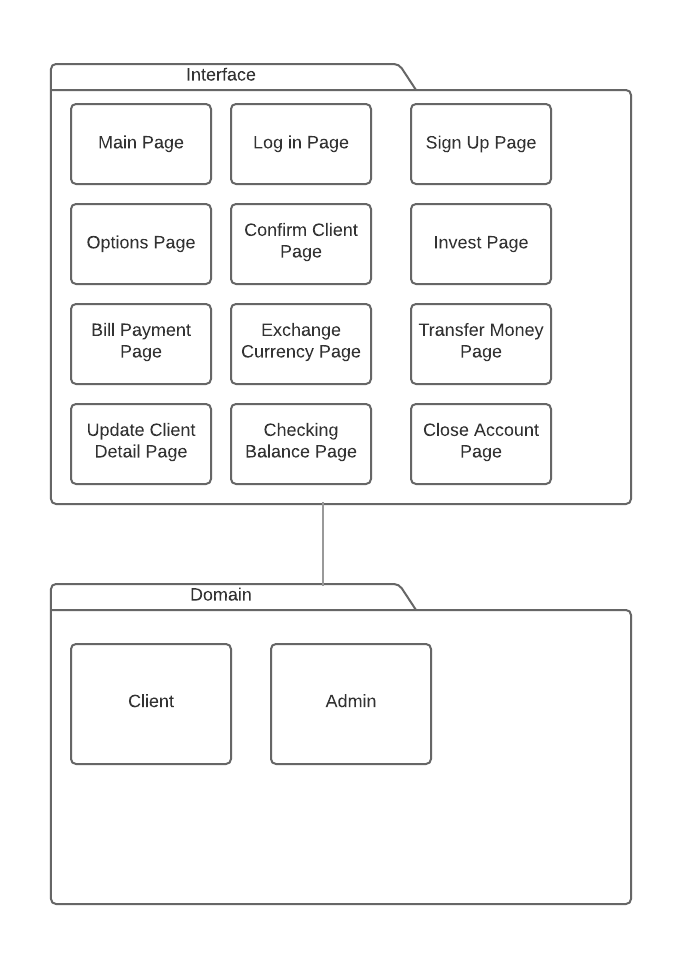 Interface
Main Page
Log in Page
Sign Up Page
Options Page
Confirm Client
Page
Invest Page
Bill Payment
Page
Exchange
Currency Page
Transfer Money
Page
Update Client
Detail Page
Checking
Balance Page
Close Account
Page
Domain
Client
Admin